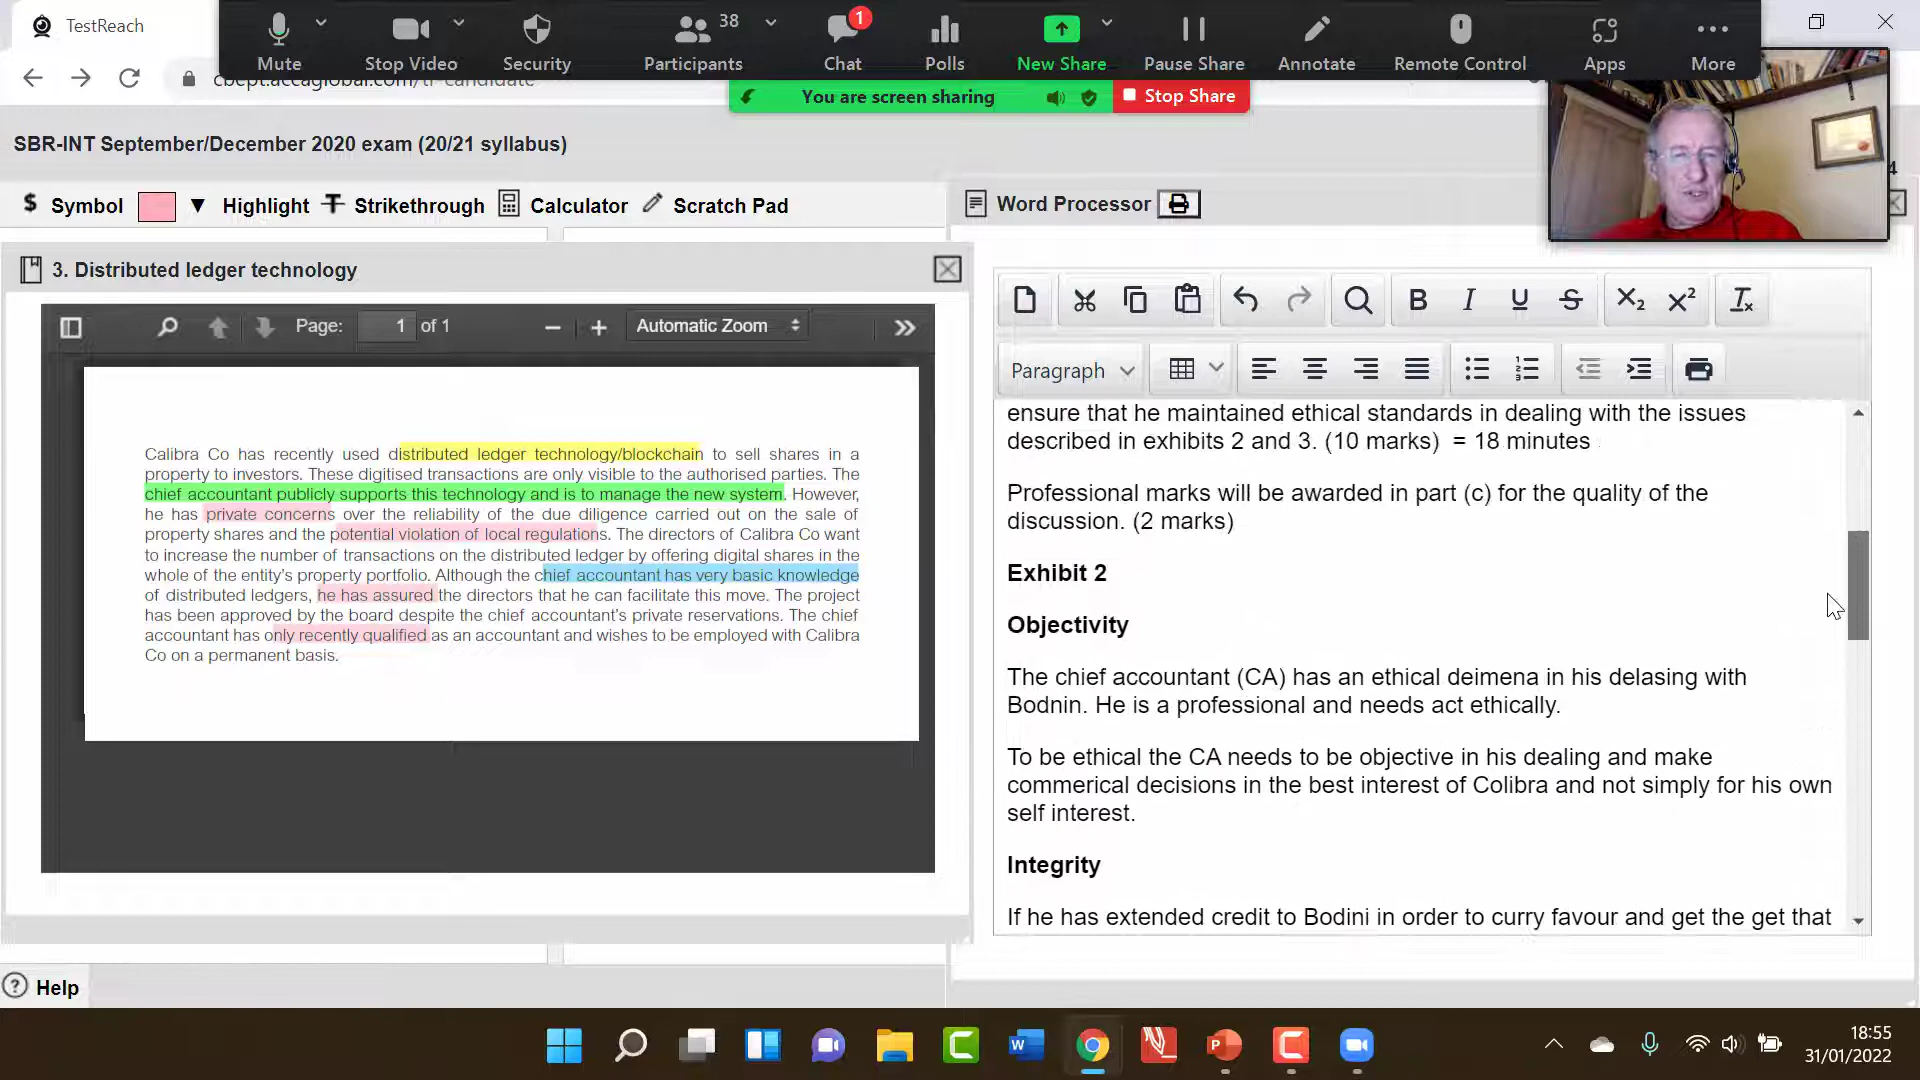 TestReach
Mute
Stop Video
Security
38
Participants
1
Chat
Polls
New Share
Pause Share
Annotate
Remote Control
Apps
More
You are screen sharing
Stop Share
SBR-INT September/December 2020 exam (20/21 syllabus)
4
$ Symbol ▼ Highlight Strikethrough Calculator Scratch Pad
Word Processor
3. Distributed ledger technology
Page: 1 of 1
Automatic Zoom
Calibra Co has recently used distributed ledger technology/blockchain to sell shares in a
property to investors. These digitised transactions are only visible to the authorised parties. The
chief accountant publicly supports this technology and is to manage the new system. However,
he has private concerns over the reliability of the due diligence carried out on the sale of
property shares and the potential violation of local regulations. The directors of Calibra Co want
to increase the number of transactions on the distributed ledger by offering digital shares in the
whole of the entity's property portfolio. Although the chief accountant has very basic knowledge
of distributed ledgers, he has assured the directors that he can facilitate this move. The project
has been approved by the board despite the chief accountant's private reservations. The chief
accountant has only recently qualified as an accountant and wishes to be employed with Calibra
Co on a permanent basis.
B I U S X₂ X² Tx
Paragraph
ensure that he maintained ethical standards in dealing with the issues
described in exhibits 2 and 3. (10 marks)  = 18 minutes
Professional marks will be awarded in part (c) for the quality of the
discussion. (2 marks)
Exhibit 2
Objectivity
The chief accountant (CA) has an ethical deimena in his delasing with
Bodnin. He is a professional and needs act ethically.
To be ethical the CA needs to be objective in his dealing and make
commerical decisions in the best interest of Colibra and not simply for his own
self interest.
Integrity
If he has extended credit to Bodini in order to curry favour and get the get that
Help
18:55
31/01/2022